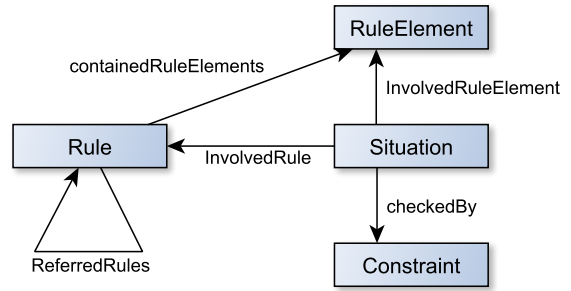 RuleElement
containedRuleElements
InvolvedRuleElement
Rule
InvolvedRule
Situation
checkedBy
ReferredRules
Constraint